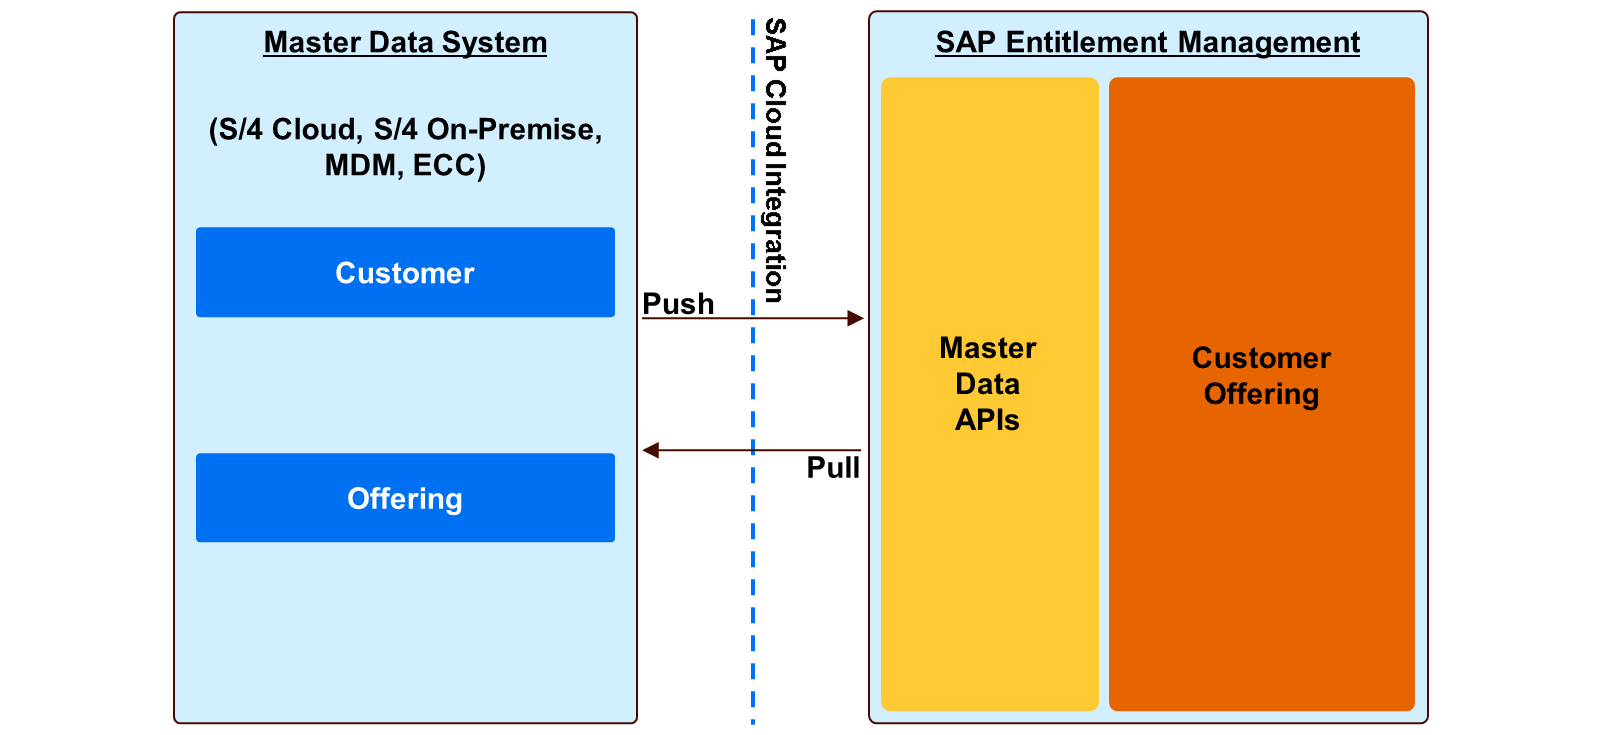 Master Data System
(S/4 Cloud, S/4 On-Premise,
MDM, ECC)
Customer
Offering
SAP Cloud Integration
Push
Pull
SAP Entitlement Management
Master
Data
APIs
Customer
Offering